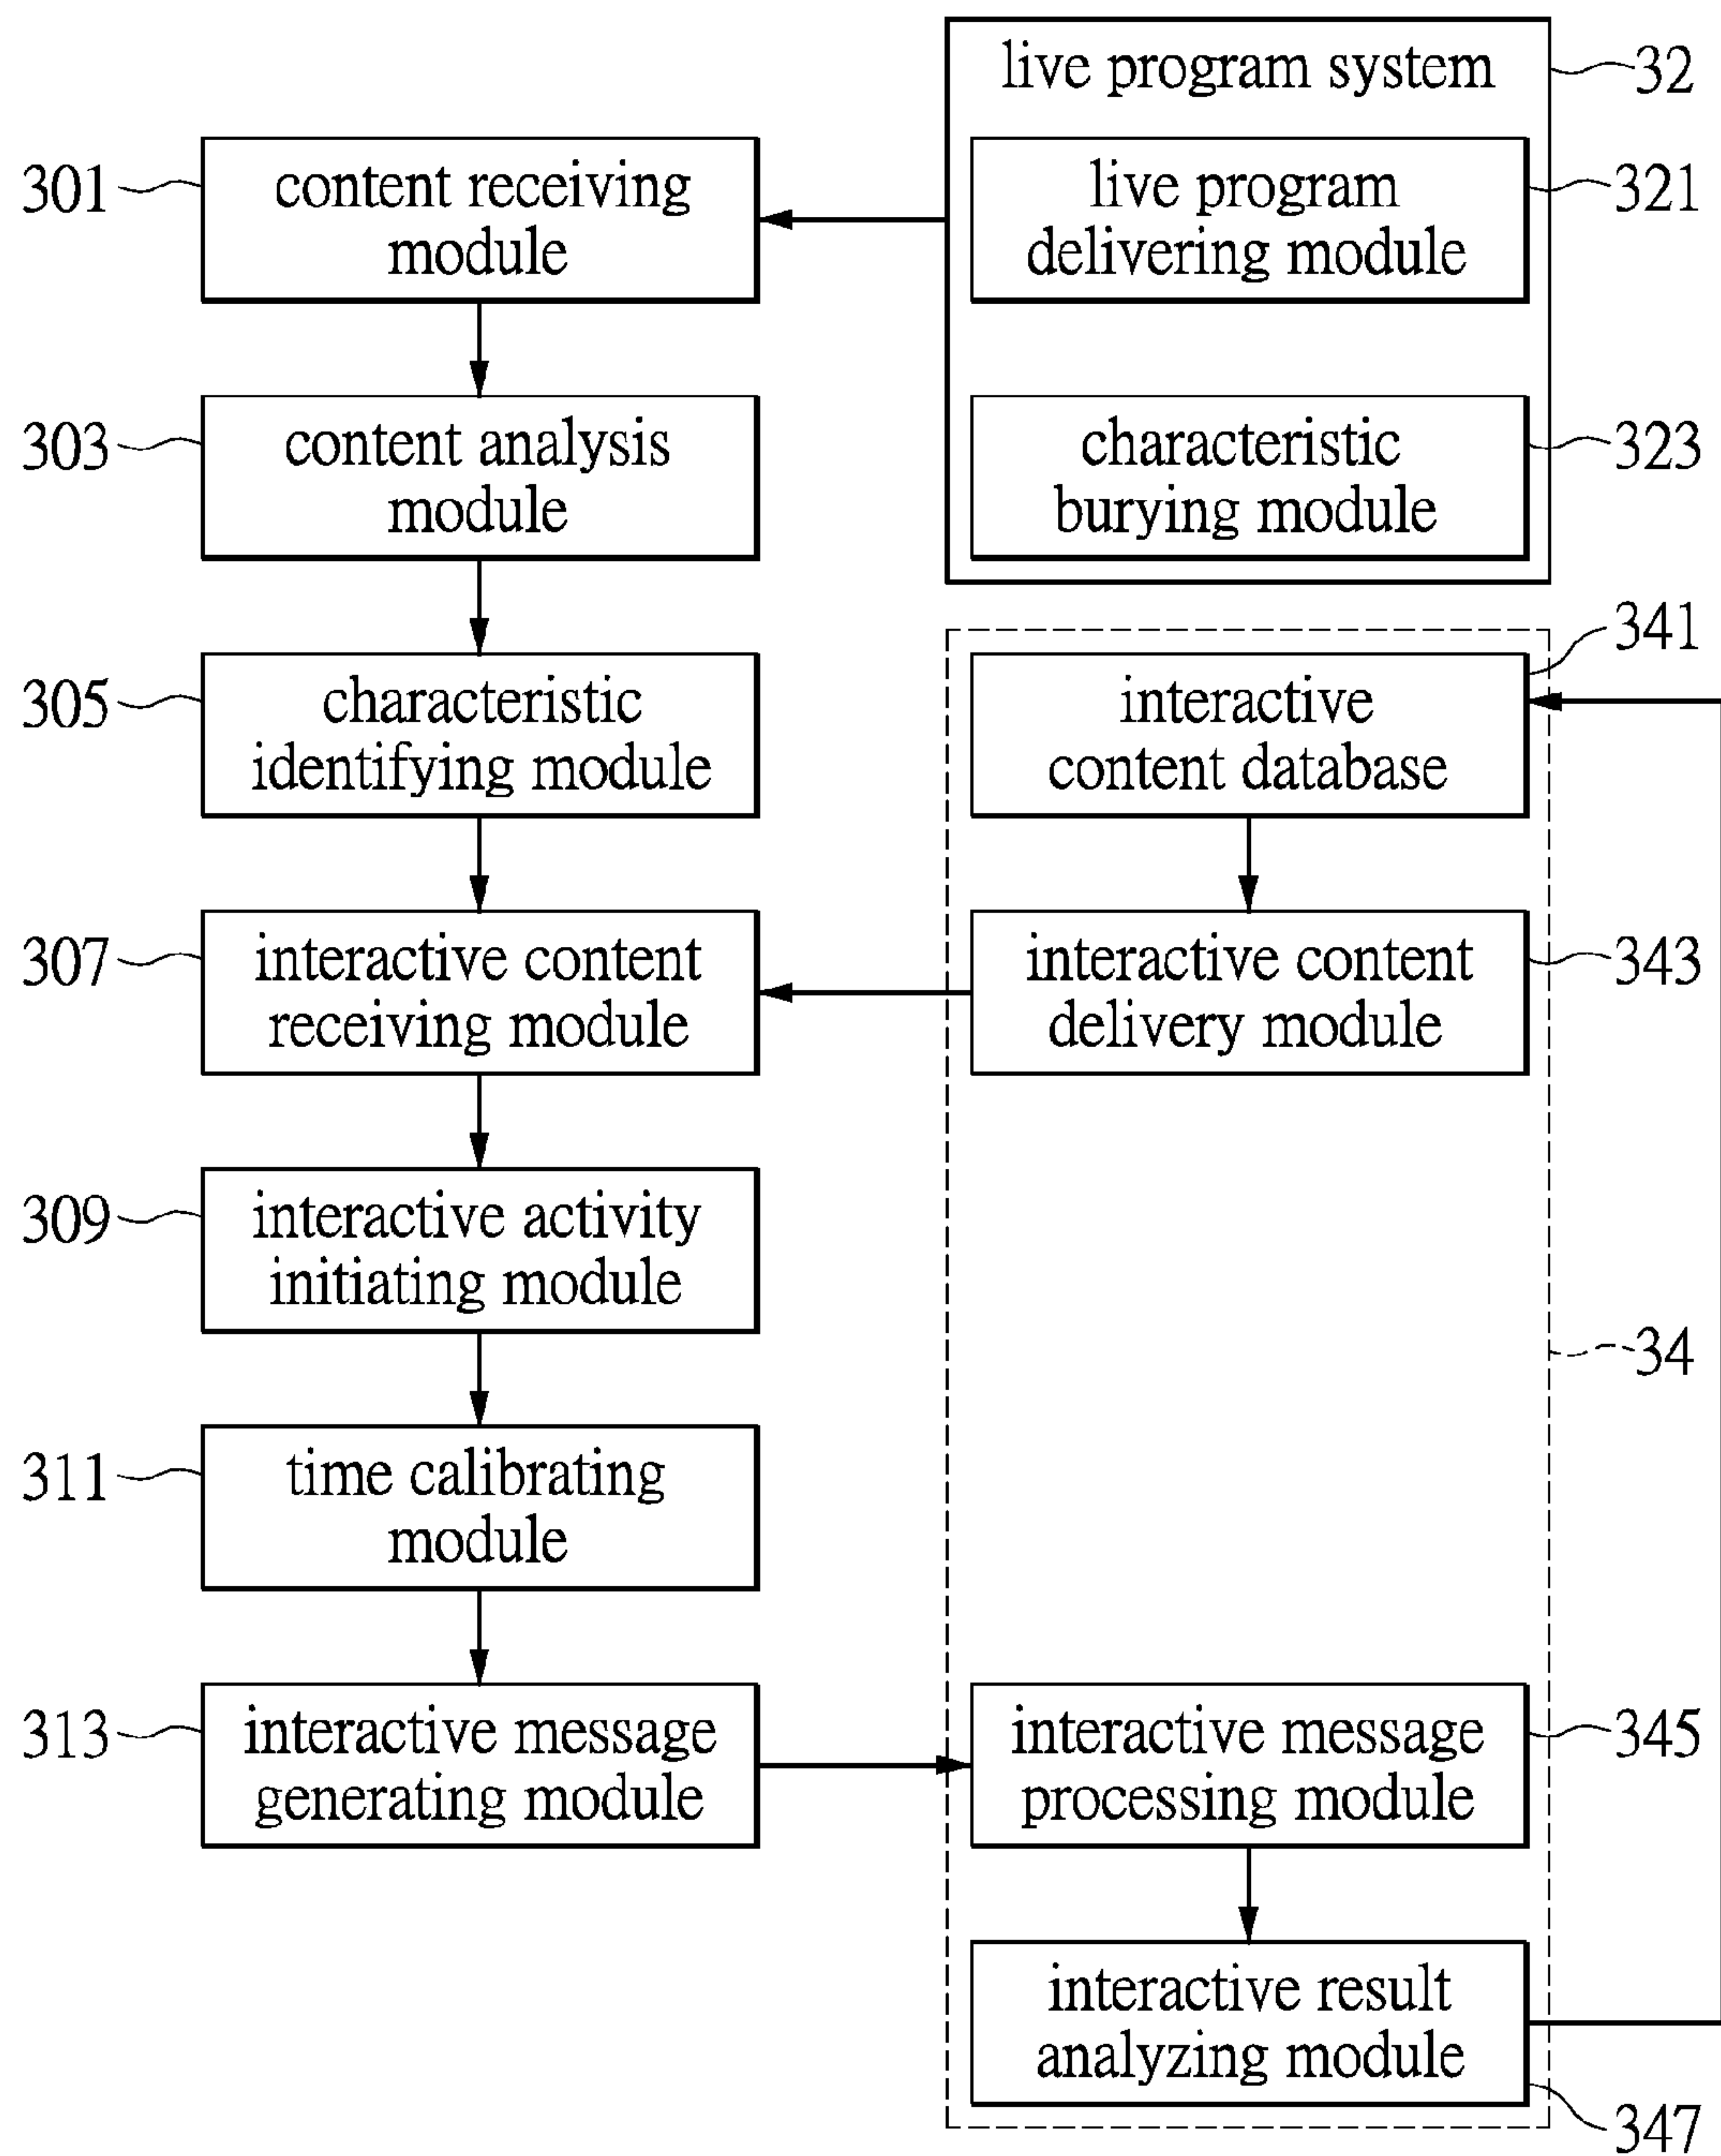 live program system
32
301
content receiving
module
live program
delivering module
321
303
content analysis
module
characteristic
burying module
323
341
305
characteristic
identifying module
interactive
content database
307
interactive content
receiving module
interactive content
delivery module
343
309
interactive activity
initiating module
34
311
time calibrating
module
313
interactive message
generating module
interactive message
processing module
345
interactive result
analyzing module
347